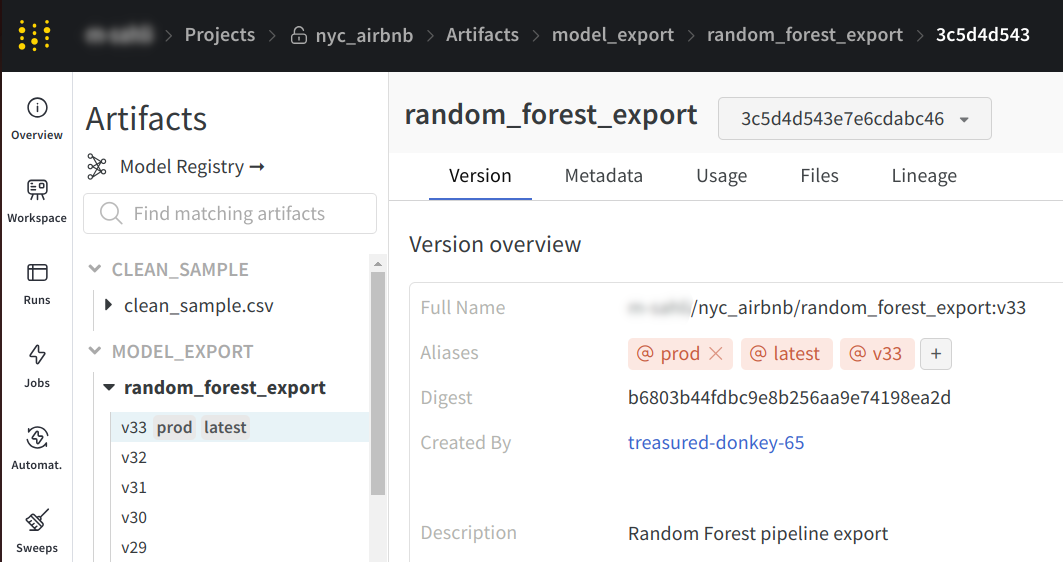 Projects > nyc_airbnb > Artifacts > model_export > random_forest_export > 3c5d4d543
Overview
Workspace
Runs
Jobs
Automat.
Sweeps
Artifacts
Model Registry →
Find matching artifacts
CLEAN_SAMPLE
clean_sample.csv
MODEL_EXPORT
random_forest_export
v33 prod latest
v32
v31
v30
v29
random_forest_export 3c5d4d543e7e6cdabc46
Version Metadata Usage Files Lineage
Version overview
Full Name /nyc_airbnb/random_forest_export:v33
Aliases @ prod × @ latest @ v33 +
Digest b6803b44fdbc9e8b256aa9e74198ea2d
Created By treasured-donkey-65
Description Random Forest pipeline export